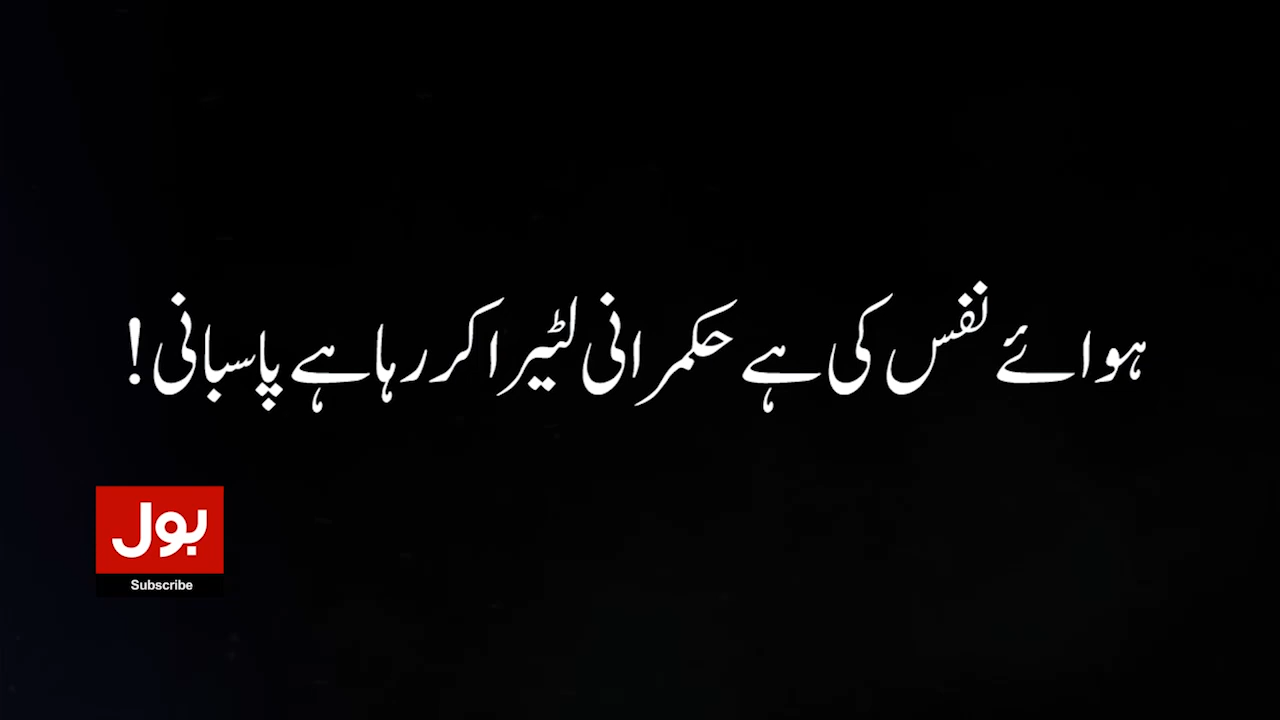 ہوائے نفس کی ہے حکمرانی لٹیرا کر رہا ہے پاسبانی!
بول
Subscribe